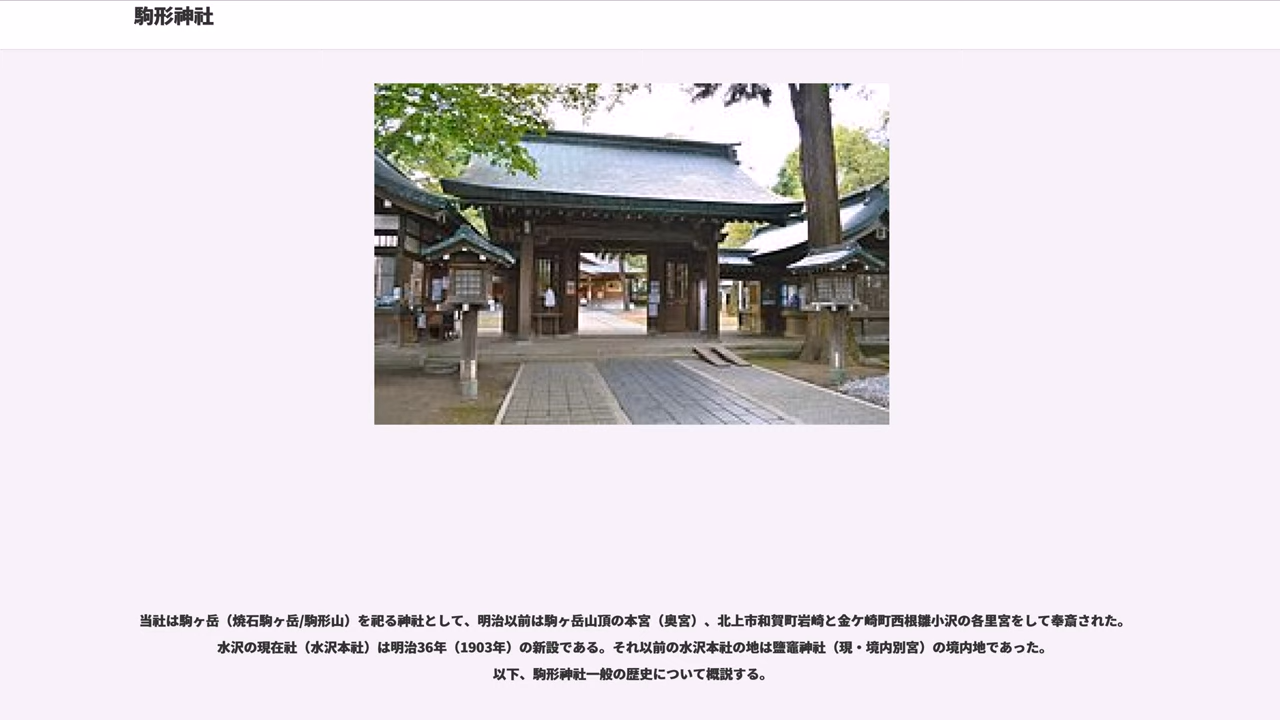 駒形神社
当社は駒ヶ岳（焼石駒ヶ岳/駒形山）を祀る神社として、明治以前は駒ヶ岳山頂の本宮（奥宮）、北上市和賀町岩崎と金ケ崎町西根雛小沢の各里宮をして奉斎された。
水沢の現在社（水沢本社）は明治36年（1903年）の新設である。それ以前の水沢本社の地は鹽竈神社（現・境内別宮）の境内地であった。
以下、駒形神社一般の歴史について概説する。